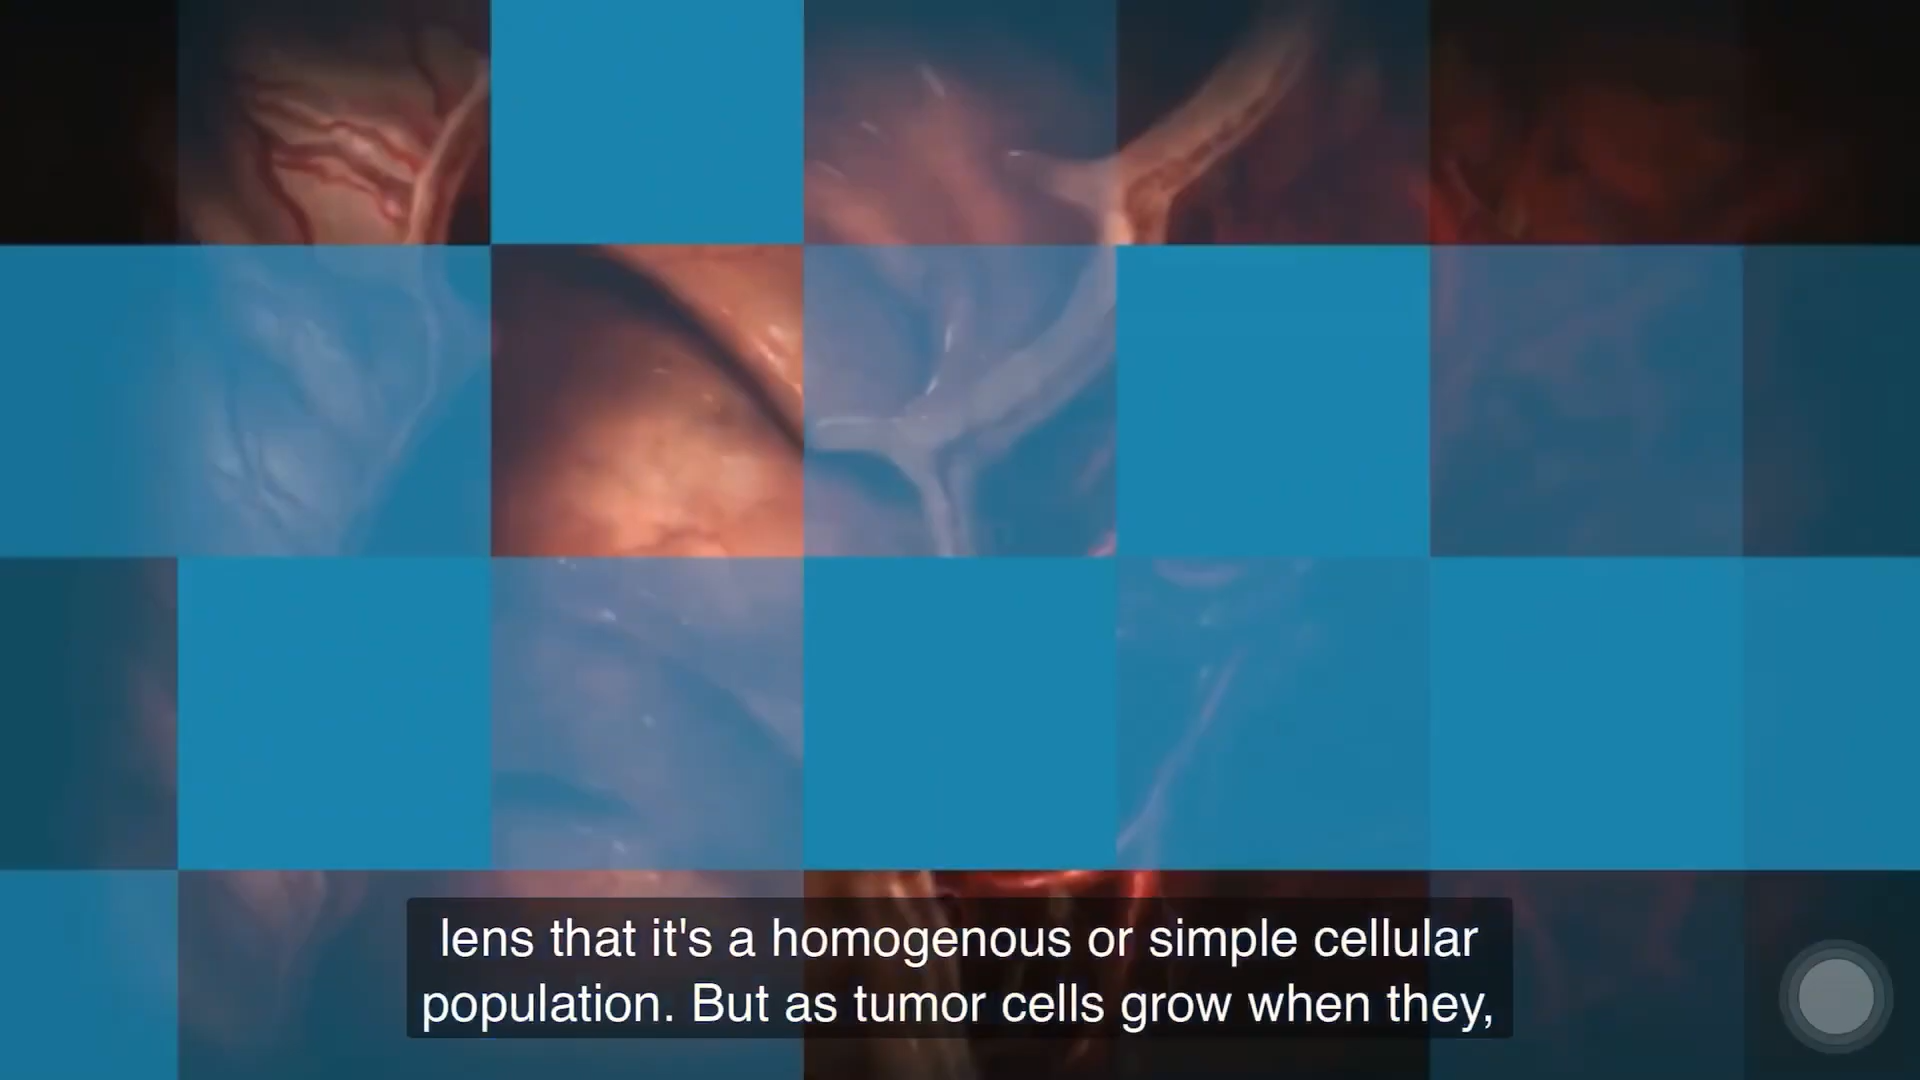 lens that it's a homogenous or simple cellular
population. But as tumor cells grow when they,